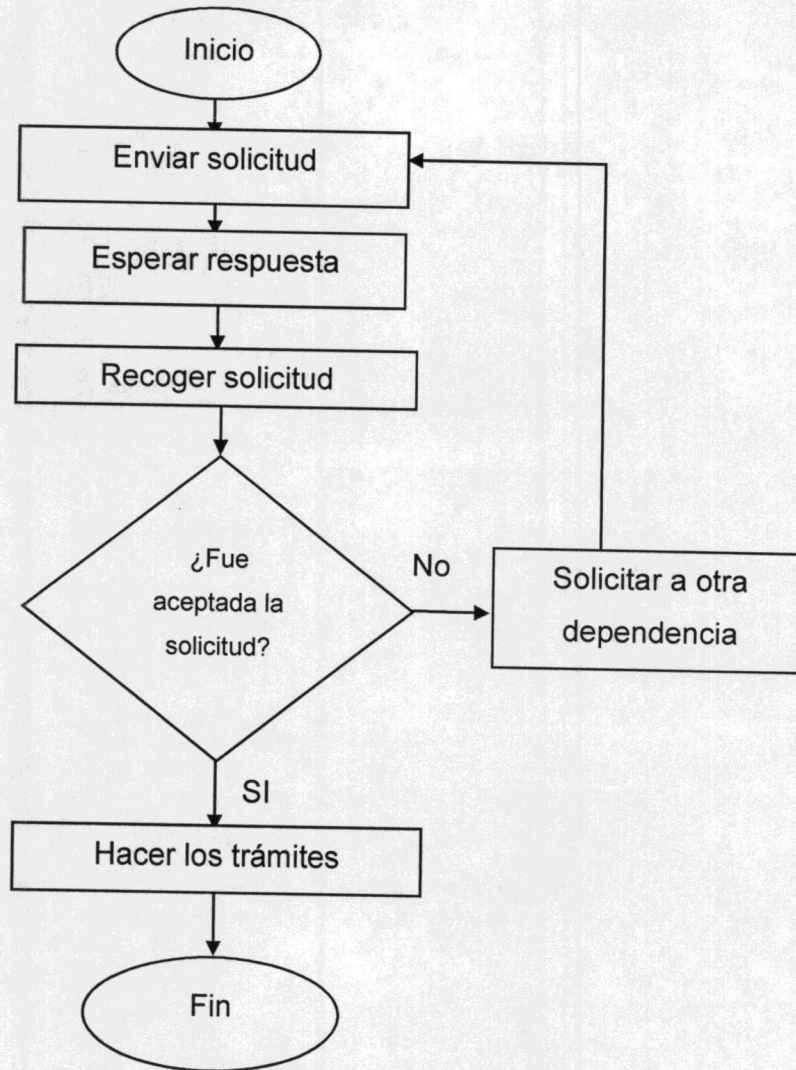 Inicio
Enviar solicitud
Esperar respuesta
Recoger solicitud
¿Fue
aceptada la
solicitud?
No
Solicitar a otra
dependencia
SI
Hacer los trámites
Fin